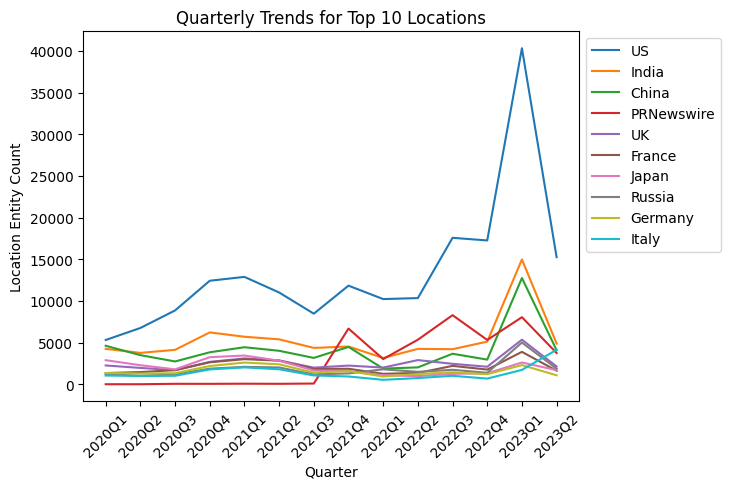 Quarterly Trends for Top 10 Locations
Location Entity Count
40000
35000
30000
25000
20000
15000
10000
5000
0
2020Q1
2020Q2
2020Q3
2020Q4
2021Q1
2021Q2
2021Q3
2021Q4
2022Q1
2022Q2
2022Q3
2022Q4
2023Q1
2023Q2
Quarter
US
India
China
PRNewswire
UK
France
Japan
Russia
Germany
Italy